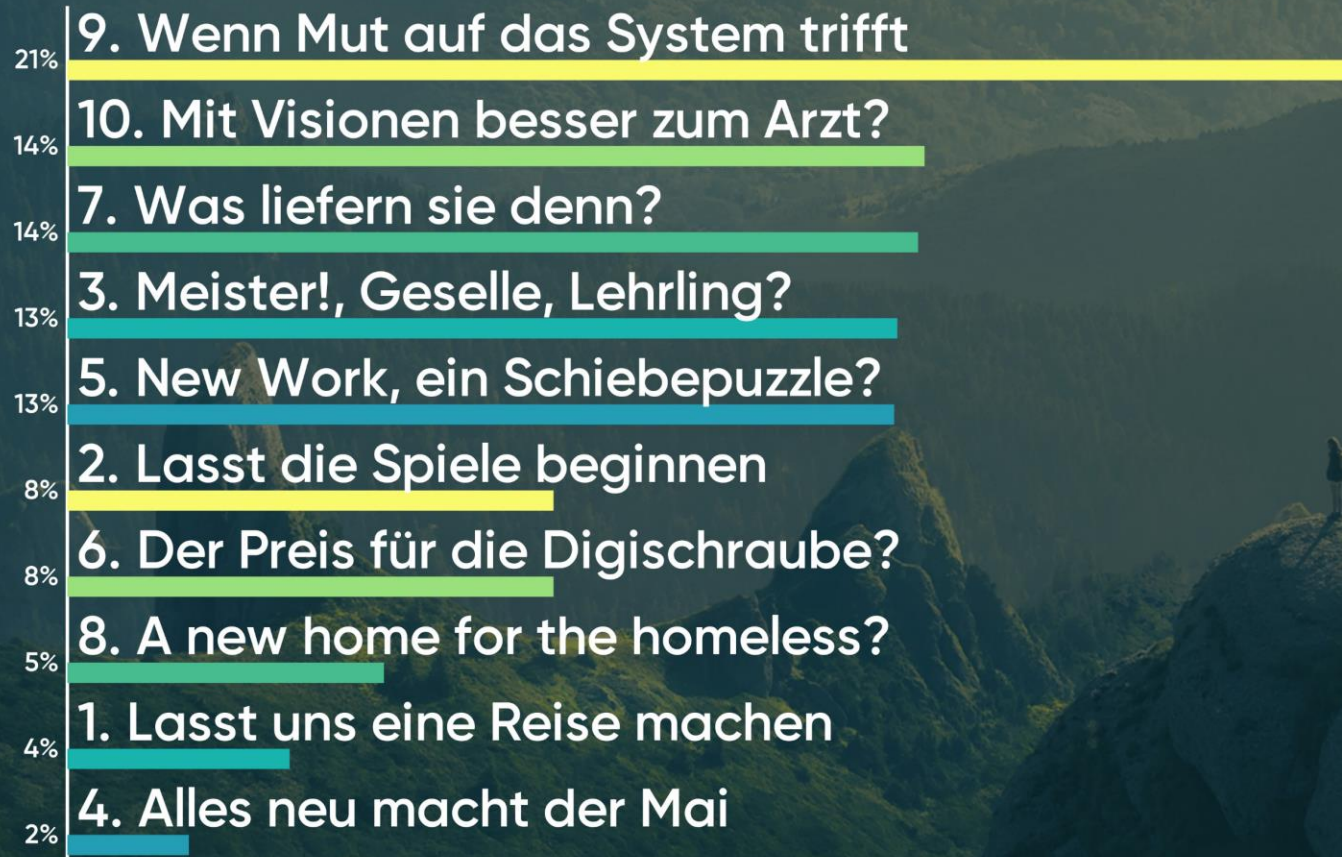 9. Wenn Mut auf das System trifft
21%
10. Mit Visionen besser zum Arzt?
14%
7. Was liefern sie denn?
14%
3. Meister!, Geselle, Lehrling?
13%
5. New Work, ein Schiebepuzzle?
13%
2. Lasst die Spiele beginnen
8%
6. Der Preis für die Digischraube?
8%
8. A new home for the homeless?
5%
1. Lasst uns eine Reise machen
4%
4. Alles neu macht der Mai
2%